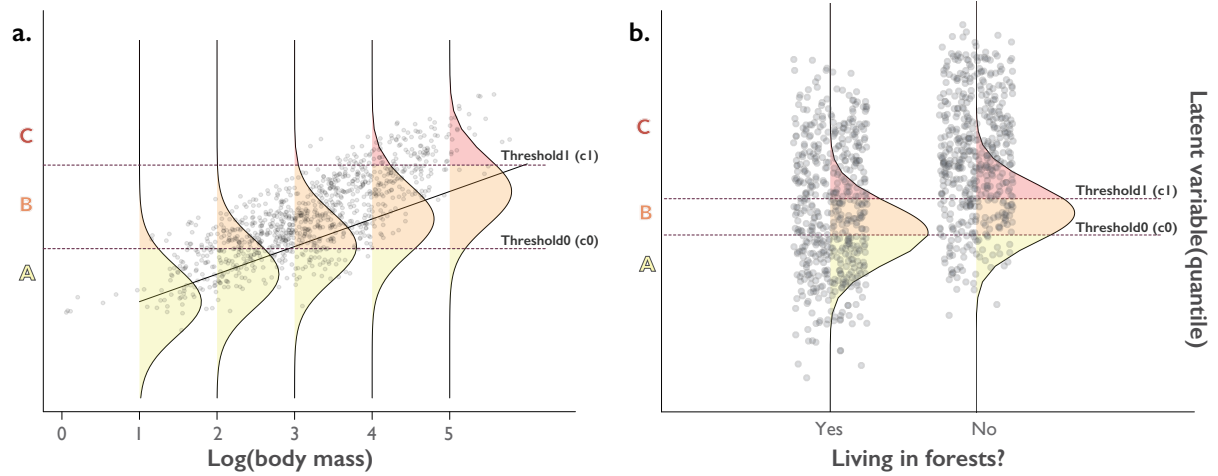 a.
C
Threshold1 (c1)
B
Threshold0 (c0)
A
0 1 2 3 4 5
Log(body mass)
b.
C
Threshold1 (c1)
B
Threshold0 (c0)
A
Yes No
Living in forests?
Latent variable(quantile)